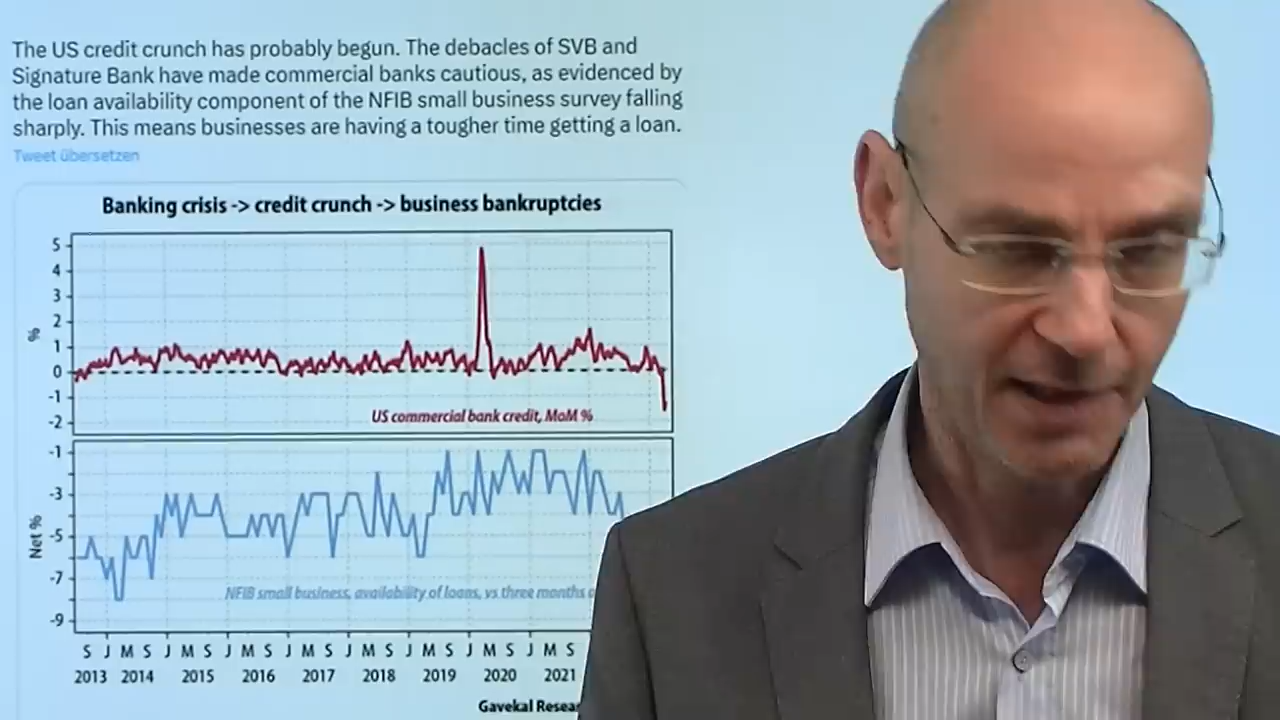 The US credit crunch has probably begun. The debacles of SVB and
Signature Bank have made commercial banks cautious, as evidenced by
the loan availability component of the NFIB small business survey falling
sharply. This means businesses are having a tougher time getting a loan.
Tweet übersetzen
Banking crisis -> credit crunch -> business bankruptcies
5
4
3
2
1
0
-1
-2
%
US commercial bank credit, MoM %
-1
-3
-5
-7
-9
Net %
NFIB small business, availability of loans, vs three months
S J M S J M S J M S J M S J M S J M S J M S J M S
2013 2014 2015 2016 2017 2018 2019 2020 2021
Gavekal